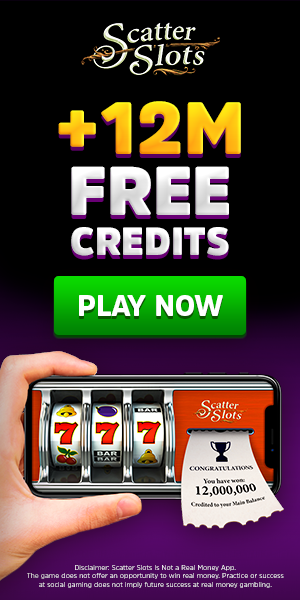 Scatter
Slots
+12M
FREE
CREDITS
PLAY NOW
BAR
7 7 7
BAR
BAR
Scatter
Slots
CONGRATULATIONS
You have won:
12,000,000
Credited to your Main Balance
Disclaimer: Scatter Slots Is Not a Real Money App.
The game does not offer an opportunity to win real money. Practice or success
at social gaming does not imply future success at real money gambling.